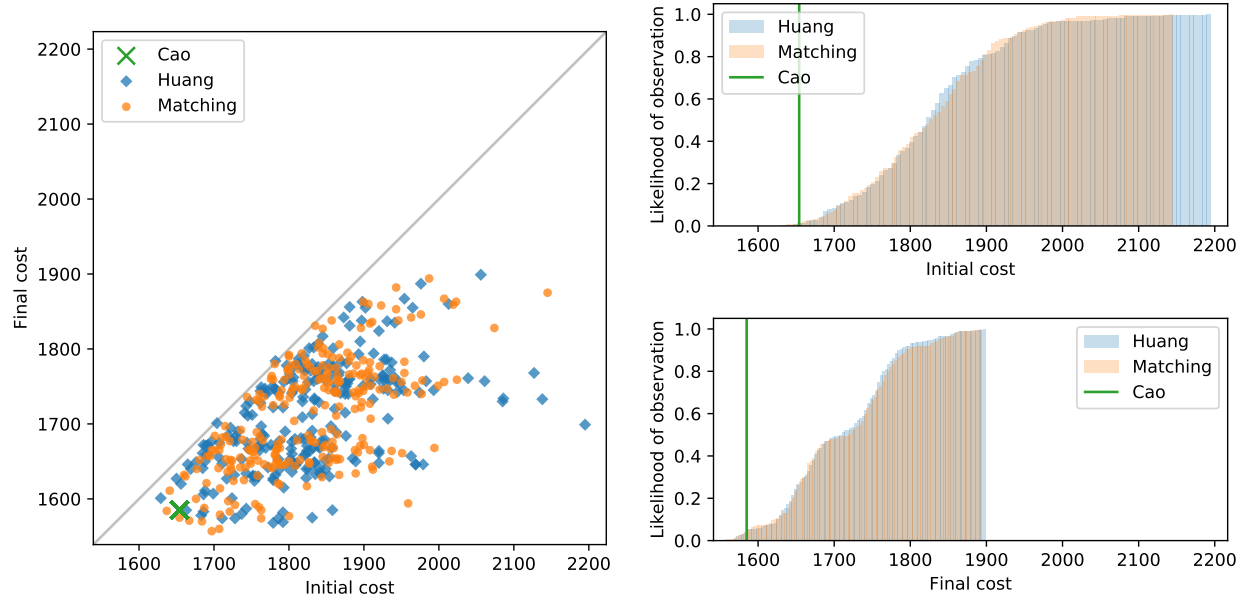 2200
2100
2000
1900
1800
1700
1600
Final cost
Cao
Huang
Matching
1600 1700 1800 1900 2000 2100 2200
Initial cost
1.0
0.8
0.6
0.4
0.2
0.0
Likelihood of observation
Huang
Matching
Cao
1600 1700 1800 1900 2000 2100 2200
Initial cost
1.0
0.8
0.6
0.4
0.2
0.0
Likelihood of observation
Huang
Matching
Cao
1600 1700 1800 1900 2000 2100 2200
Final cost